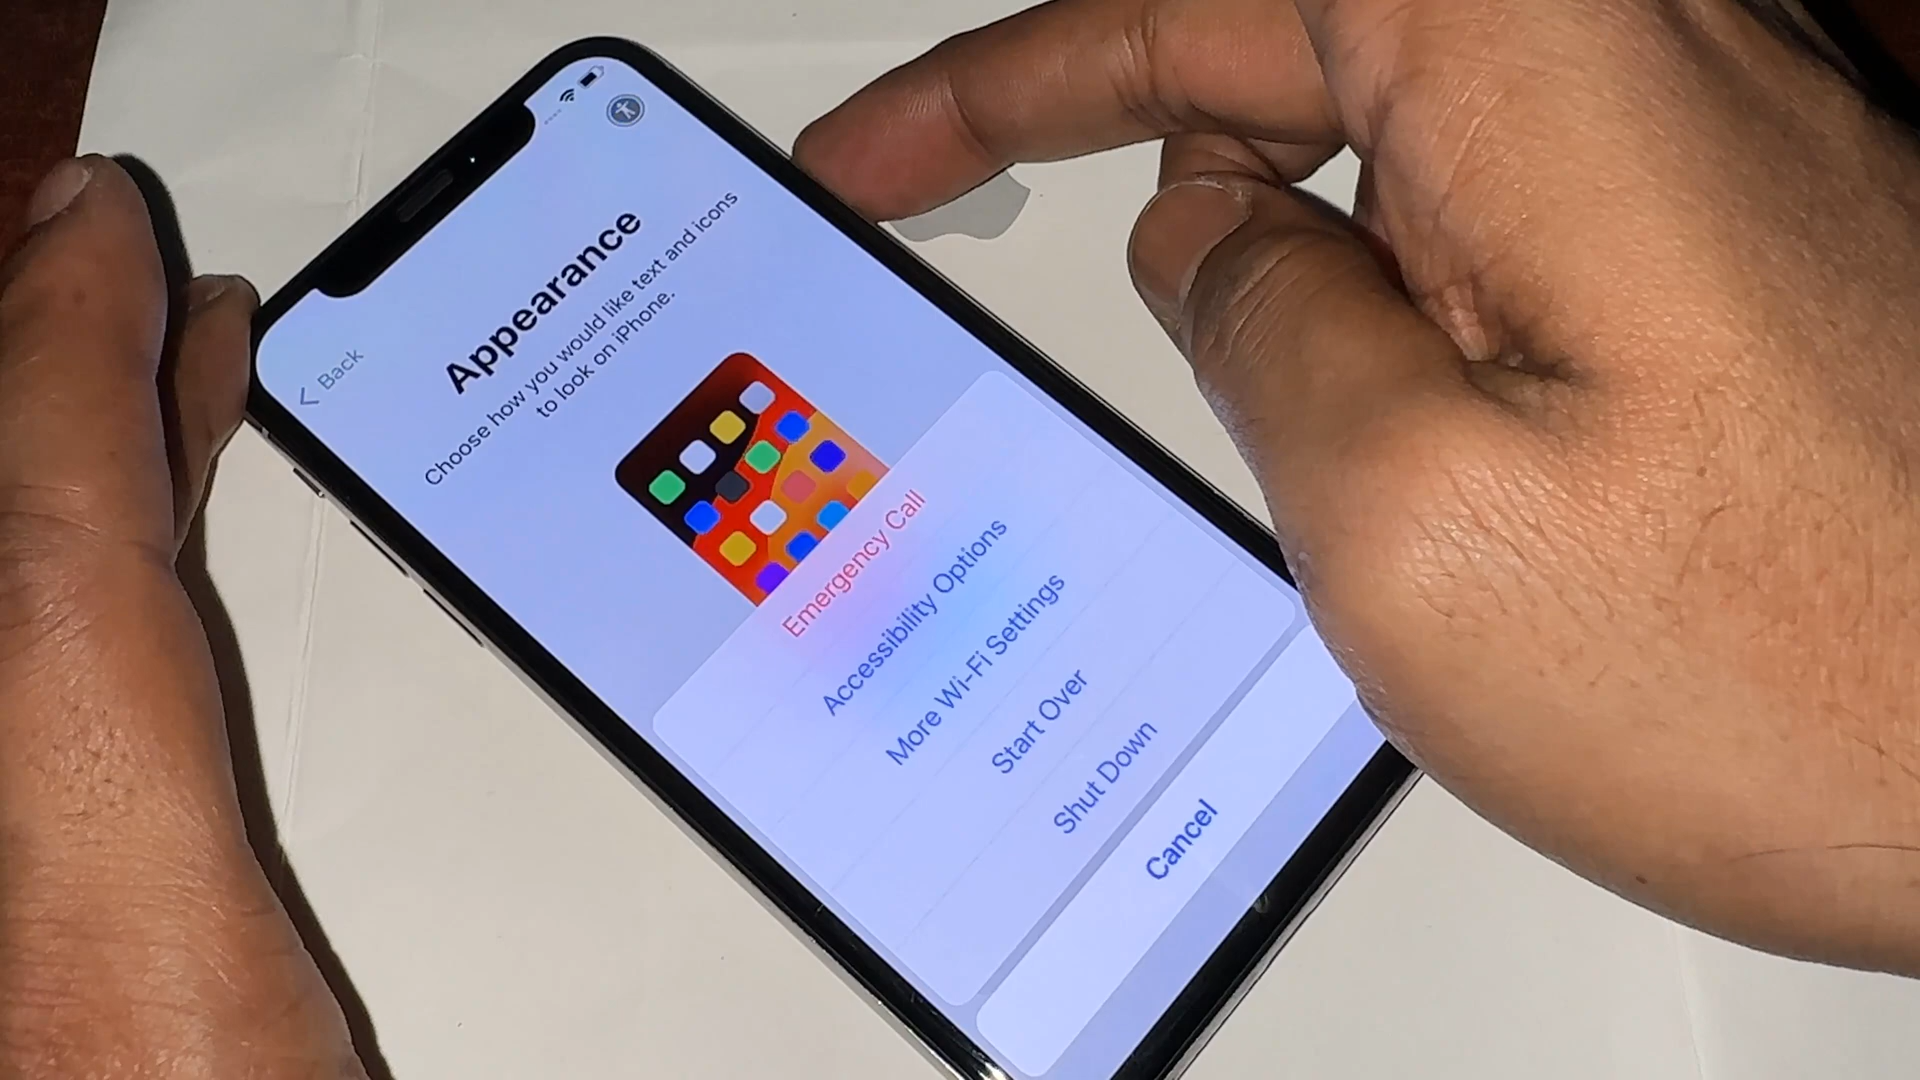 Back
Appearance
Choose how you would like text and icons
to look on iPhone.
Emergency Call
Accessibility Options
More Wi-Fi Settings
Start Over
Shut Down
Cancel